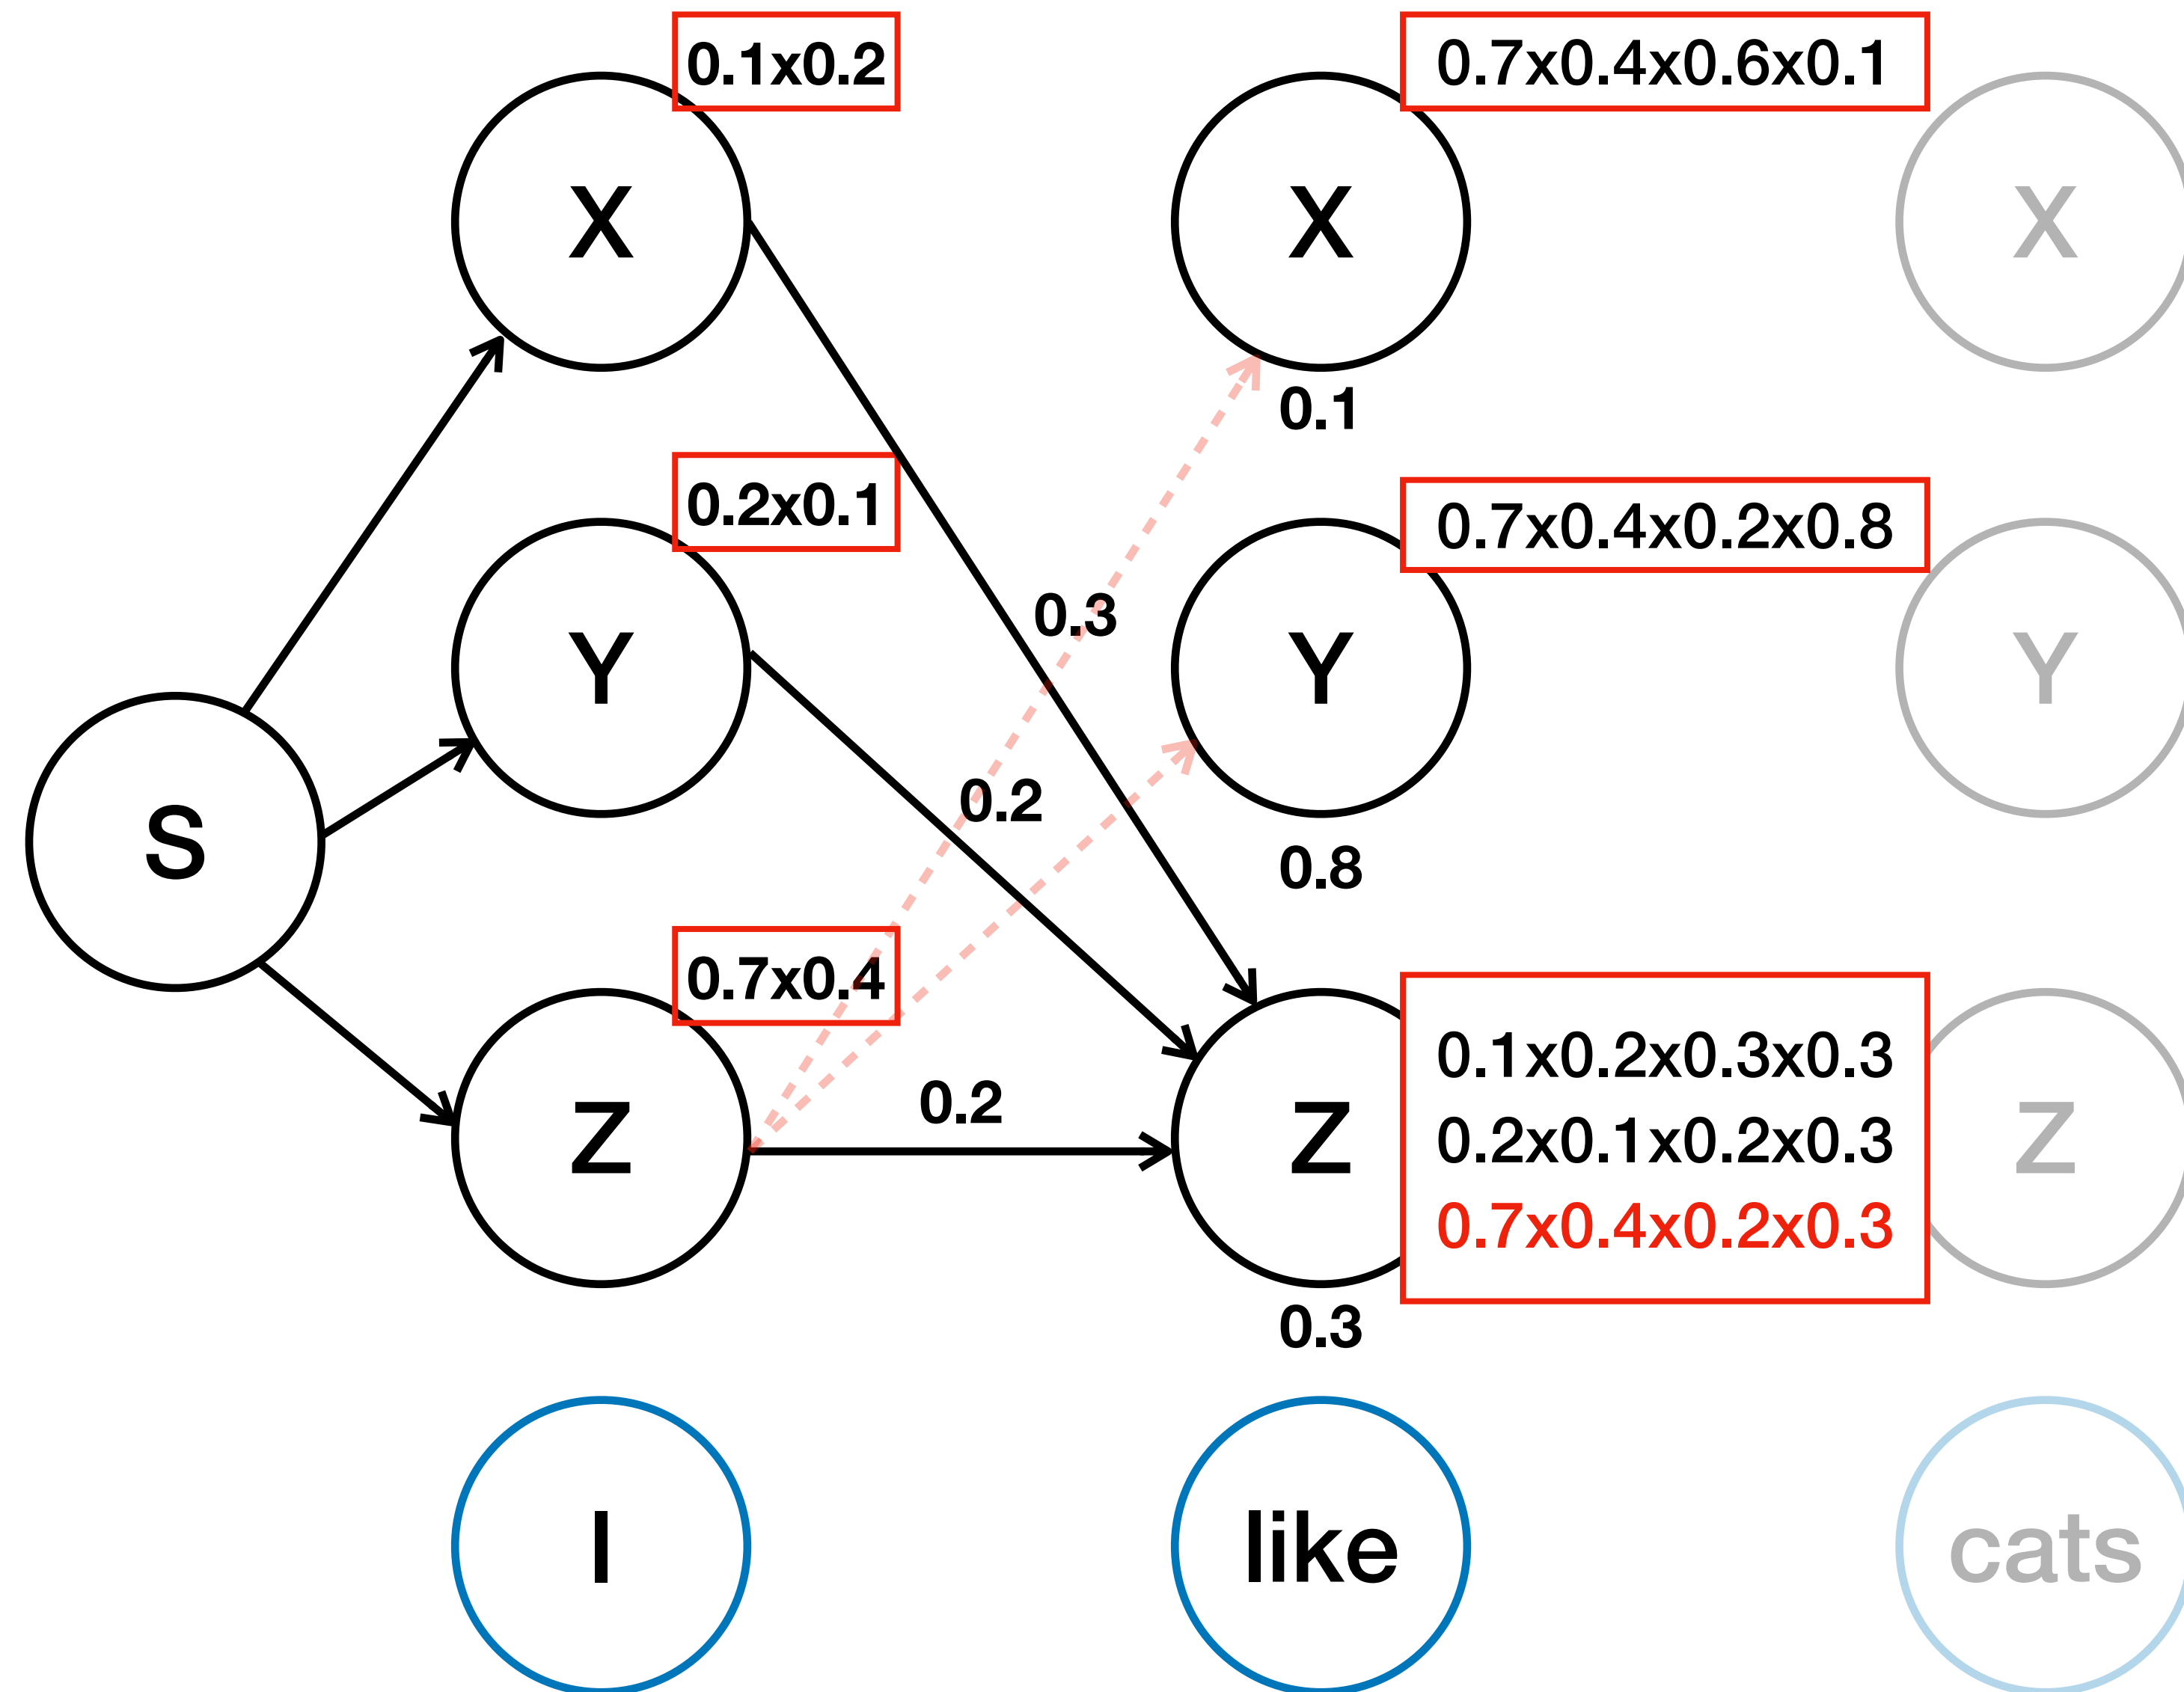 0.1x0.2
0.7x0.4x0.6x0.1
X
X
X
0.1
0.2x0.1
0.7x0.4x0.2x0.8
0.3
Y
Y
Y
0.2
S
0.8
0.7x0.4
0.1x0.2x0.3x0.3
0.2
Z
Z
0.2x0.1x0.2x0.3
Z
0.7x0.4x0.2x0.3
0.3
I
like
cats